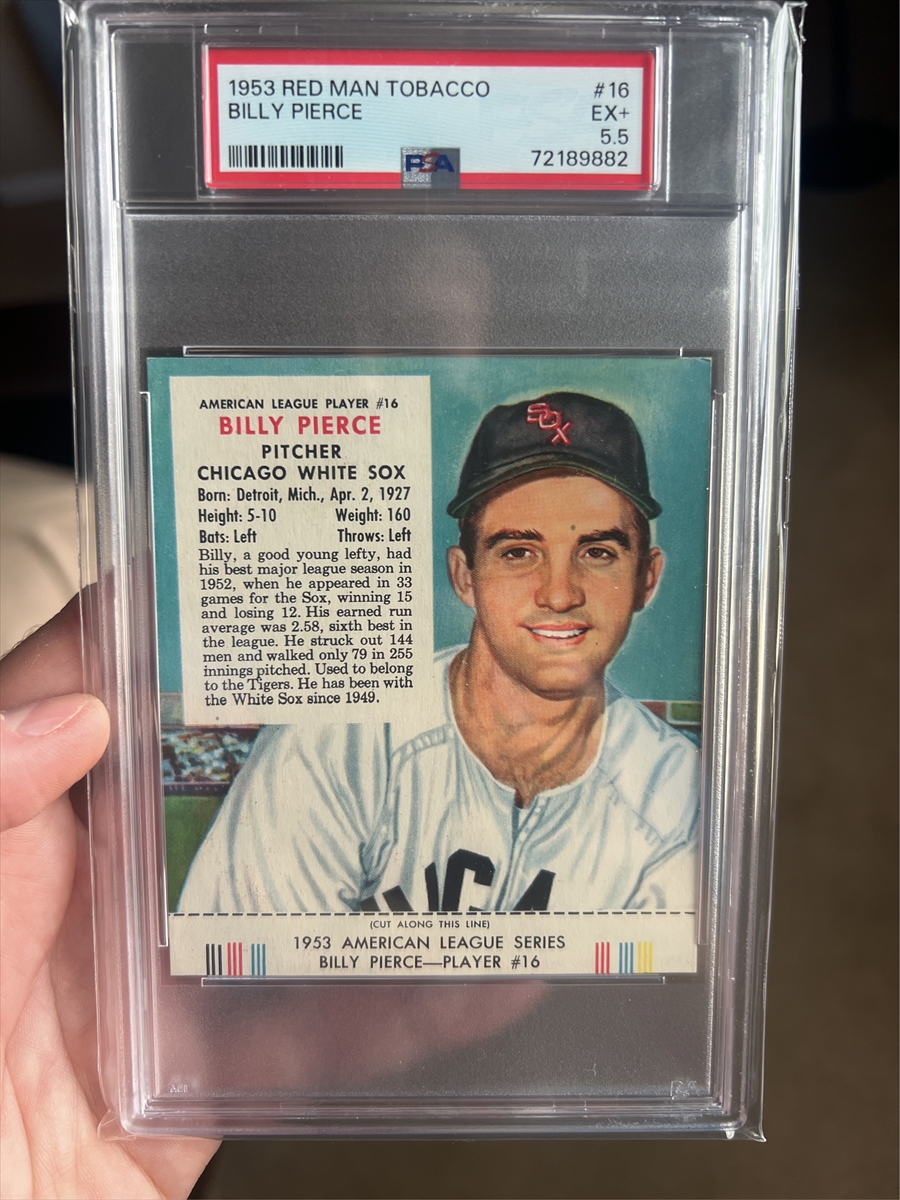 1953 RED MAN TOBACCO #16
BILLY PIERCE EX+
5.5
PSA 72189882
AMERICAN LEAGUE PLAYER #16
BILLY PIERCE
PITCHER
CHICAGO WHITE SOX
Born: Detroit, Mich., Apr. 2, 1927
Height: 5-10 Weight: 160
Bats: Left Throws: Left
Billy, a good young lefty, had
his best major league season in
1952, when he appeared in 33
games for the Sox, winning 15
and losing 12. His earned run
average was 2.58, sixth best in
the league. He struck out 144
men and walked only 79 in 255
innings pitched. Used to belong
to the Tigers. He has been with
the White Sox since 1949.
SOX
(CUT ALONG THIS LINE)
1953 AMERICAN LEAGUE SERIES
BILLY PIERCE—PLAYER #16